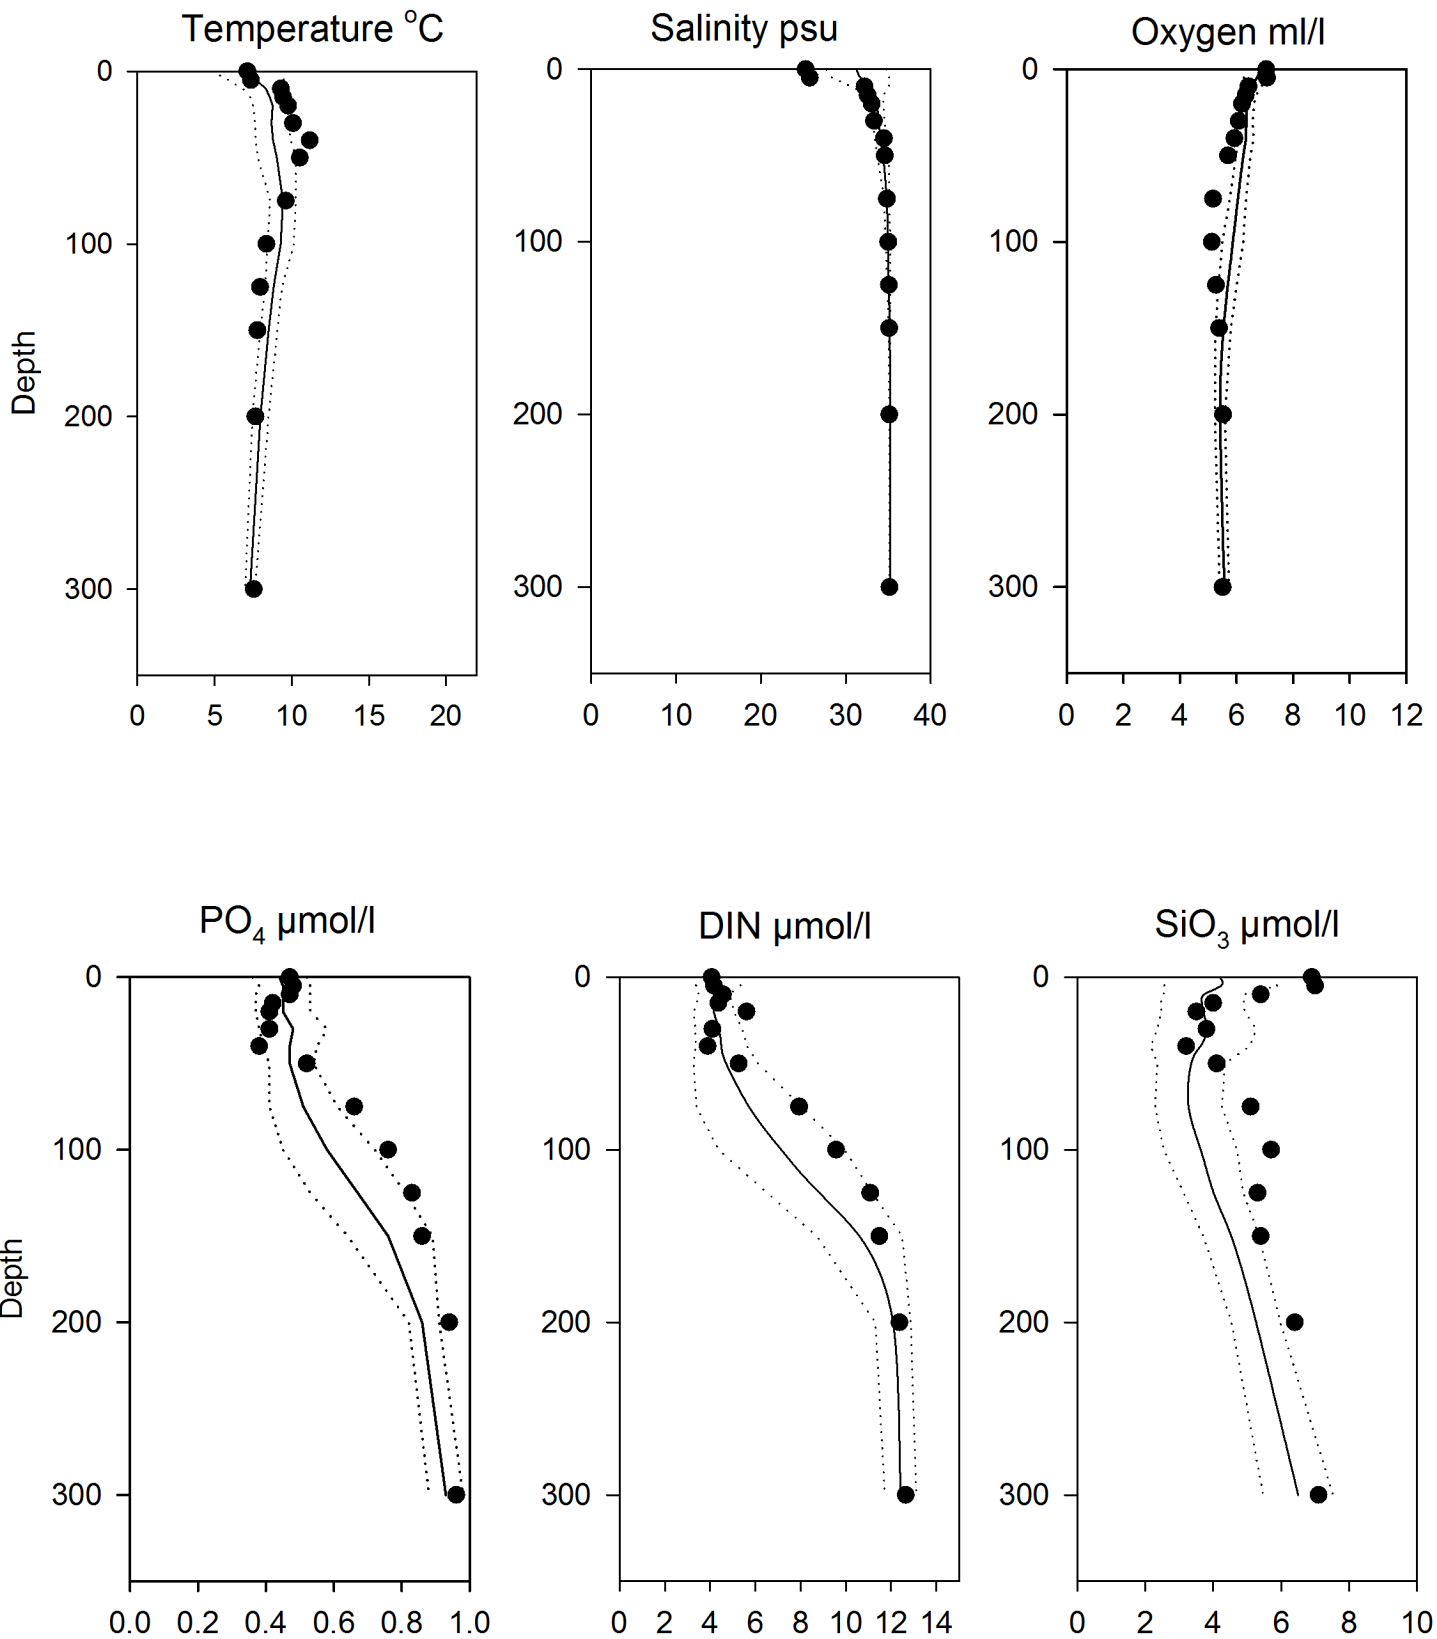 Temperature °C
Salinity psu
Oxygen ml/l
0
100
200
300
Depth
0 5 10 15 20
0
100
200
300
0 10 20 30 40
0
100
200
300
0 2 4 6 8 10 12
PO₄ µmol/l
DIN µmol/l
SiO₃ µmol/l
0
100
200
300
Depth
0.0 0.2 0.4 0.6 0.8 1.0
0
100
200
300
0 2 4 6 8 10 12 14
0
100
200
300
0 2 4 6 8 10